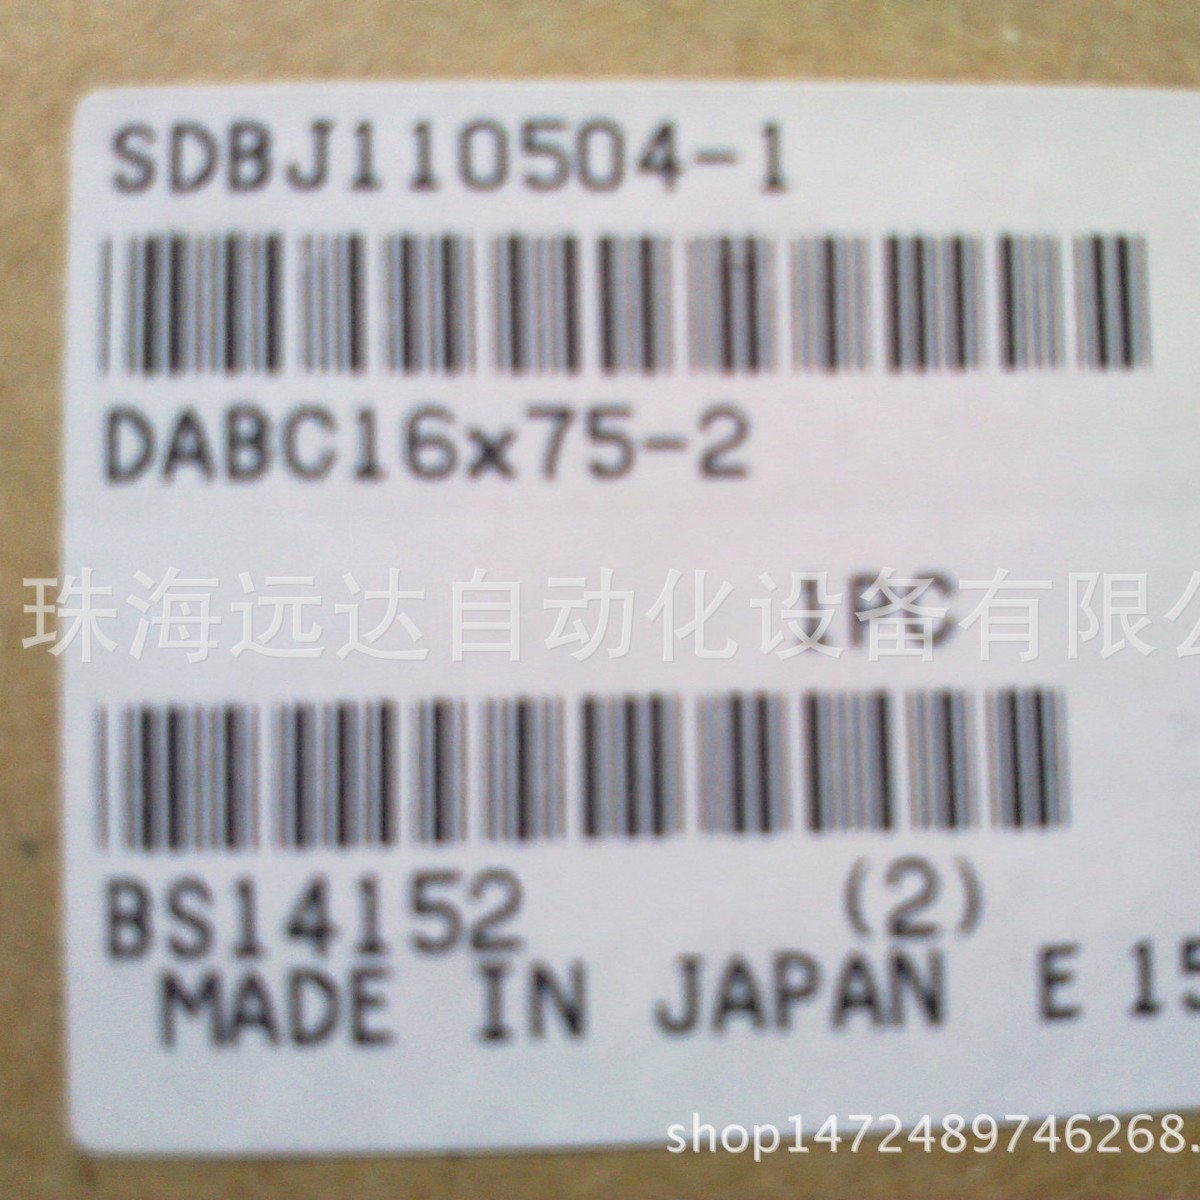 SDBJ110504-1
DABC16x75-2
1PC
珠海远达自动化设备有限公
BS14152 (2)
MADE IN JAPAN E 15
shop1472489746268.